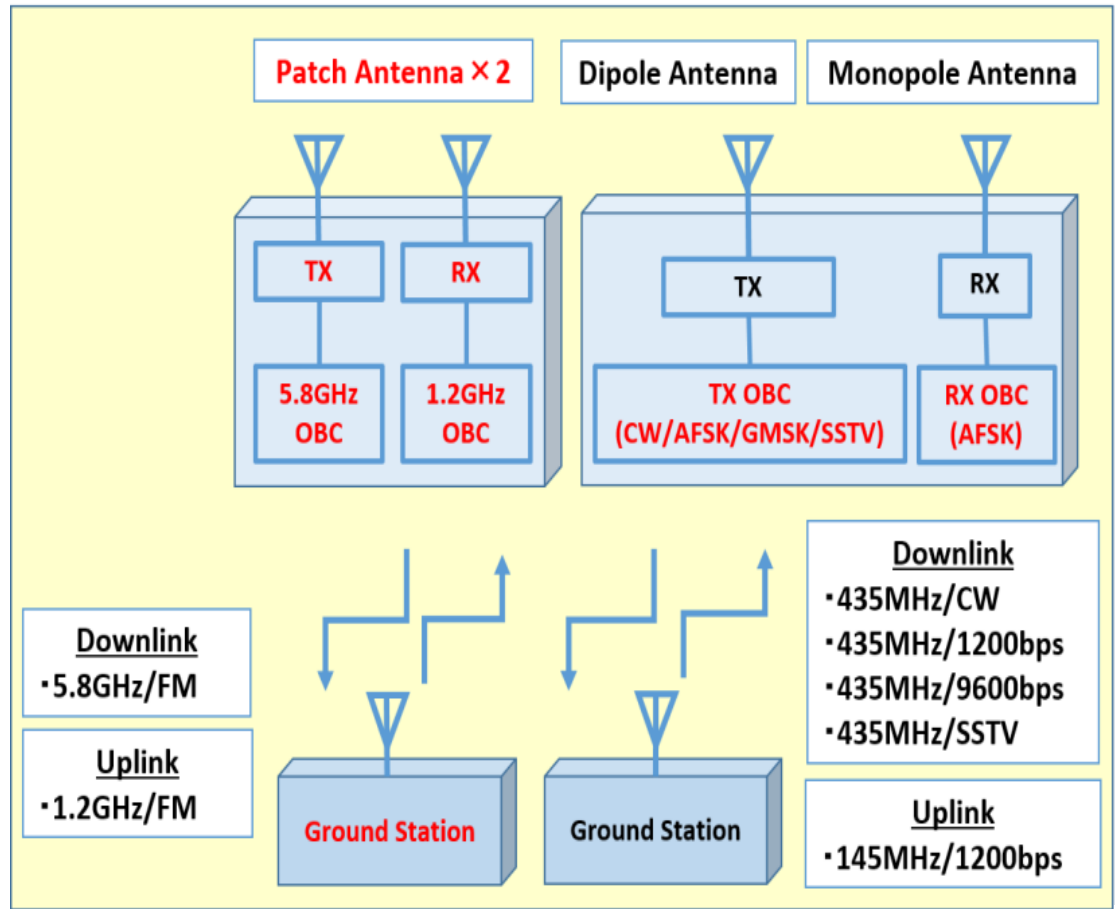 Patch Antenna×2
Dipole Antenna
Monopole Antenna
TX
RX
TX
RX
5.8GHz
OBC
1.2GHz
OBC
TX OBC
(CW/AFSK/GMSK/SSTV)
RX OBC
(AFSK)
Downlink
・5.8GHz/FM
Uplink
・1.2GHz/FM
Ground Station
Ground Station
Downlink
・435MHz/CW
・435MHz/1200bps
・435MHz/9600bps
・435MHz/SSTV
Uplink
・145MHz/1200bps